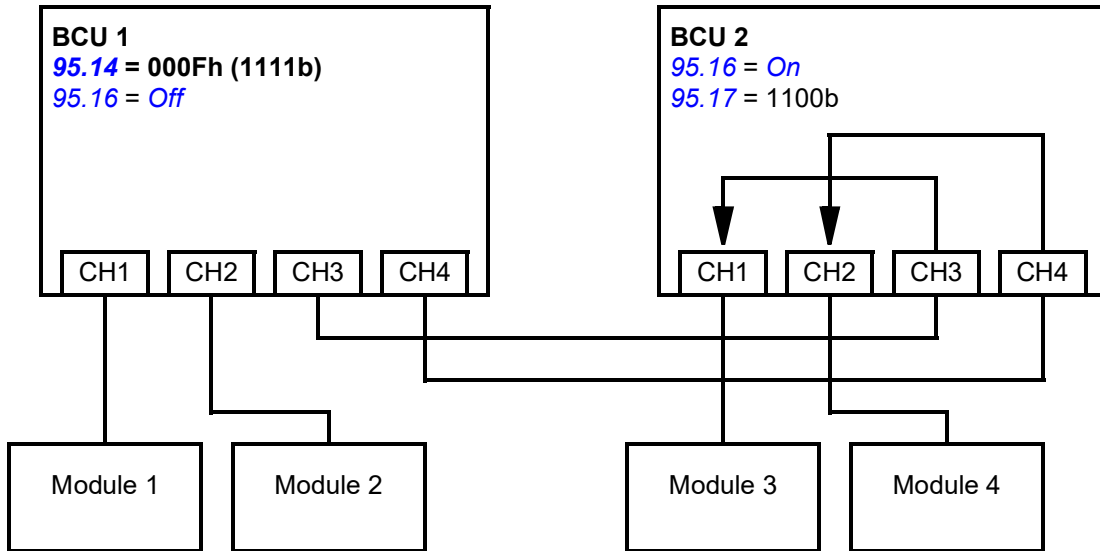 BCU 1
95.14 = 000Fh (1111b)
95.16 = Off
CH1 CH2 CH3 CH4
BCU 2
95.16 = On
95.17 = 1100b
CH1 CH2 CH3 CH4
Module 1 Module 2 Module 3 Module 4